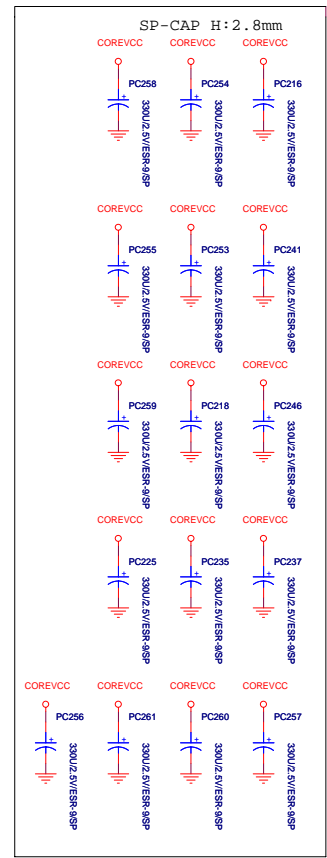 SP-CAP H:2.8mm
COREVCC COREVCC COREVCC
PC258 PC254 PC216
330U/2.5V/ESR-9/SP 330U/2.5V/ESR-9/SP 330U/2.5V/ESR-9/SP
COREVCC COREVCC COREVCC
PC255 PC253 PC241
330U/2.5V/ESR-9/SP 330U/2.5V/ESR-9/SP 330U/2.5V/ESR-9/SP
COREVCC COREVCC COREVCC
PC259 PC218 PC246
330U/2.5V/ESR-9/SP 330U/2.5V/ESR-9/SP 330U/2.5V/ESR-9/SP
COREVCC COREVCC COREVCC
PC225 PC235 PC237
330U/2.5V/ESR-9/SP 330U/2.5V/ESR-9/SP 330U/2.5V/ESR-9/SP
COREVCC COREVCC COREVCC COREVCC
PC256 PC261 PC260 PC257
330U/2.5V/ESR-9/SP 330U/2.5V/ESR-9/SP 330U/2.5V/ESR-9/SP 330U/2.5V/ESR-9/SP